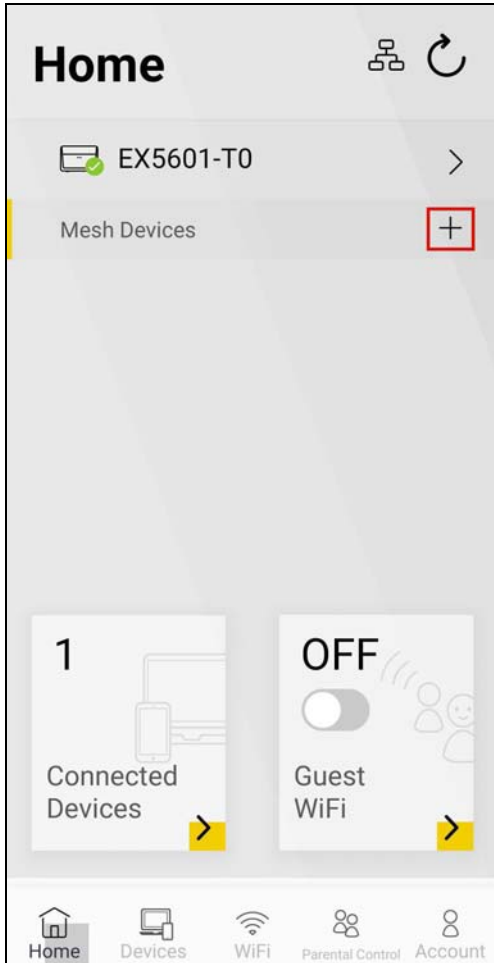 Home
EX5601-T0
Mesh Devices
1
Connected
Devices
OFF
Guest
WiFi
Home Devices WiFi Parental Control Account